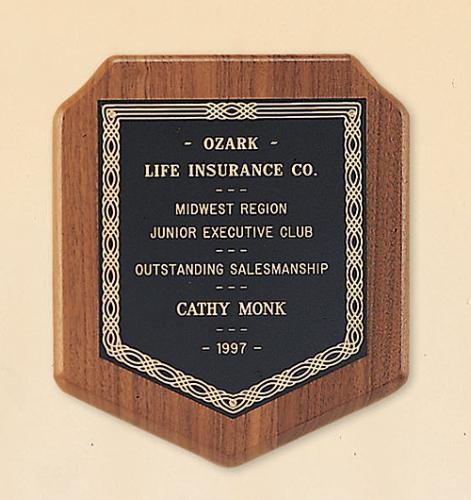 - OZARK -
LIFE INSURANCE CO.
- - -
MIDWEST REGION
JUNIOR EXECUTIVE CLUB
- - -
OUTSTANDING SALESMANSHIP
- - -
CATHY MONK
- - -
- 1997 -